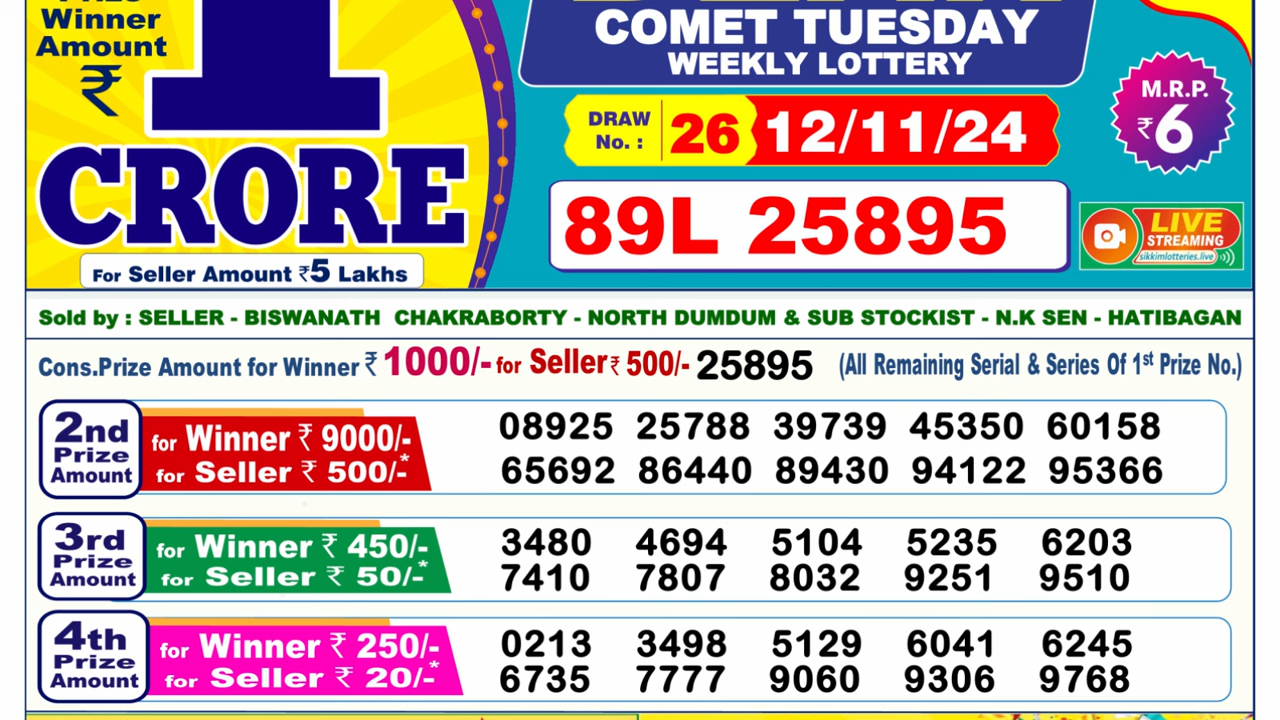 Winner
Amount
₹
1
CRORE
For Seller Amount ₹5 Lakhs
COMET TUESDAY
WEEKLY LOTTERY
DRAW
No. :
26
12/11/24
M.R.P.
₹6
89L 25895
LIVE
STREAMING
sikkimlotteries.live
Sold by : SELLER - BISWANATH CHAKRABORTY - NORTH DUMDUM & SUB STOCKIST - N.K SEN - HATIBAGAN
Cons.Prize Amount for Winner ₹ 1000/- for Seller ₹ 500/- 25895 (All Remaining Serial & Series Of 1st Prize No.)
2nd
Prize
Amount
for Winner ₹ 9000/-
for Seller ₹ 500/-*
08925 25788 39739 45350 60158
65692 86440 89430 94122 95366
3rd
Prize
Amount
for Winner ₹ 450/-
for Seller ₹ 50/-*
3480 4694 5104 5235 6203
7410 7807 8032 9251 9510
4th
Prize
Amount
for Winner ₹ 250/-
for Seller ₹ 20/-*
0213 3498 5129 6041 6245
6735 7777 9060 9306 9768